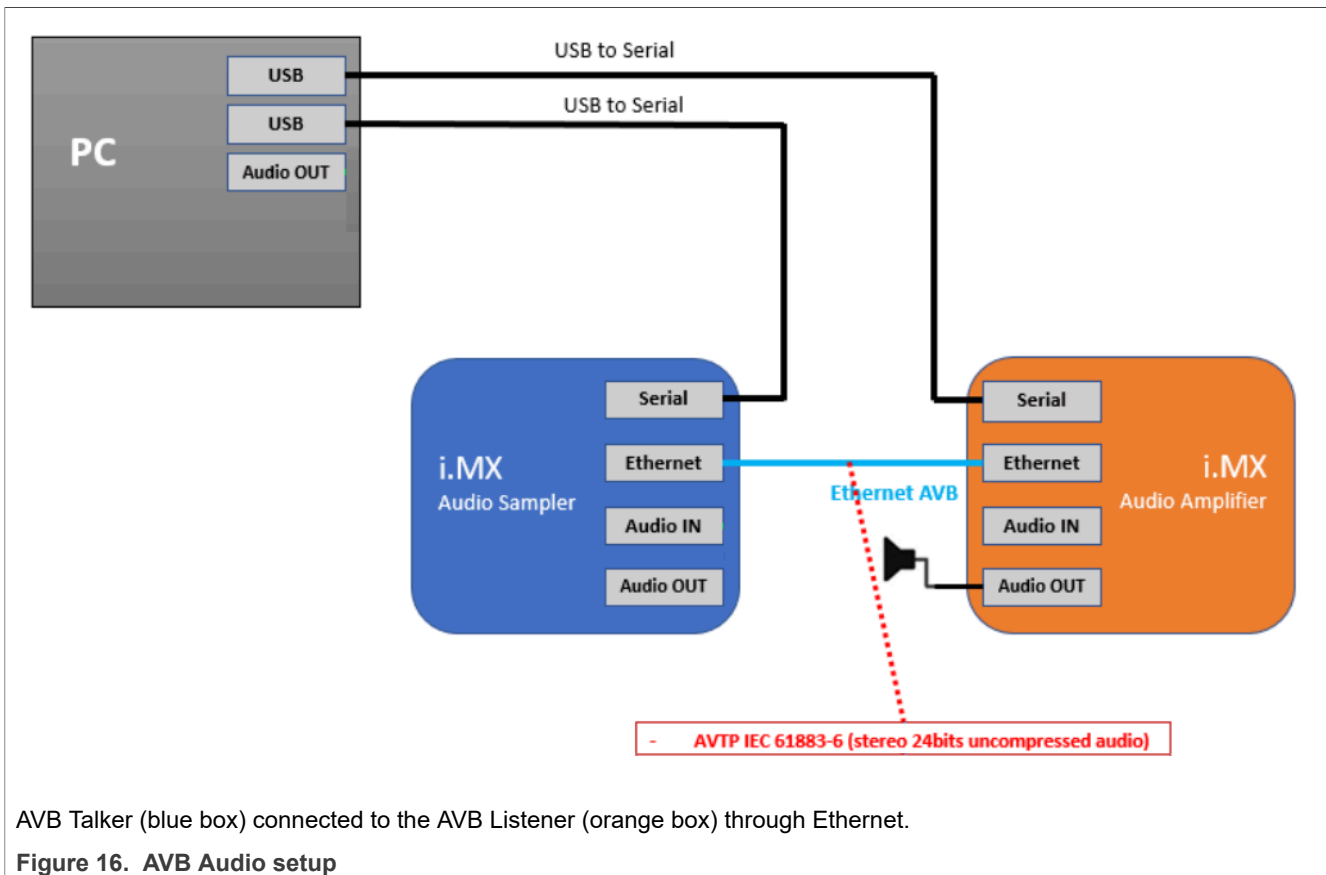 USB to Serial
USB
USB to Serial
USB
PC
Audio OUT
Serial
Ethernet
i.MX
Audio Sampler
Audio IN
Audio OUT
Ethernet AVB
Serial
Ethernet
i.MX
Audio Amplifier
Audio IN
Audio OUT
- AVTP IEC 61883-6 (stereo 24bits uncompressed audio)
AVB Talker (blue box) connected to the AVB Listener (orange box) through Ethernet.
Figure 16. AVB Audio setup